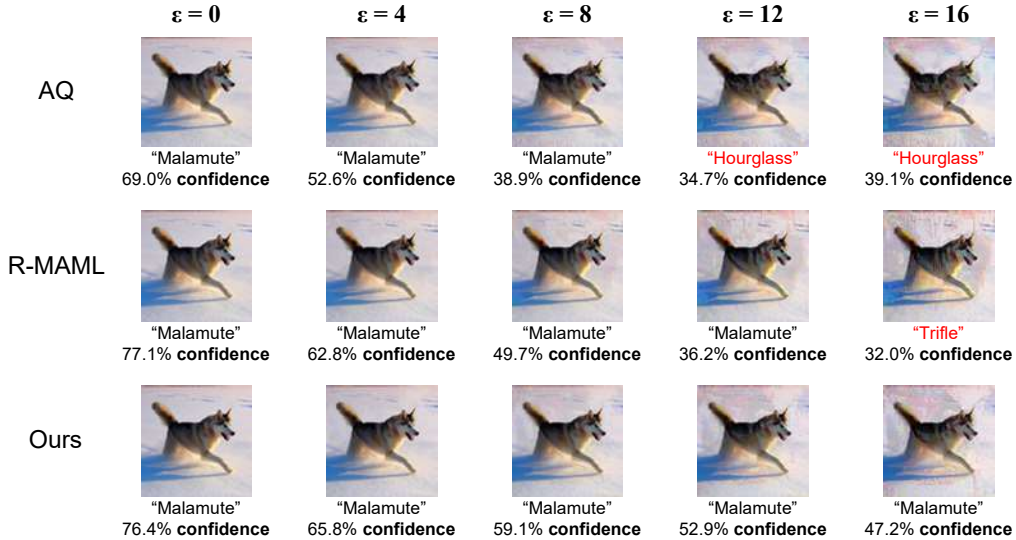 ε = 0 ε = 4 ε = 8 ε = 12 ε = 16
AQ
“Malamute” “Malamute” “Malamute” “Hourglass” “Hourglass”
69.0% confidence 52.6% confidence 38.9% confidence 34.7% confidence 39.1% confidence
R-MAML
“Malamute” “Malamute” “Malamute” “Malamute” “Trifle”
77.1% confidence 62.8% confidence 49.7% confidence 36.2% confidence 32.0% confidence
Ours
“Malamute” “Malamute” “Malamute” “Malamute” “Malamute”
76.4% confidence 65.8% confidence 59.1% confidence 52.9% confidence 47.2% confidence